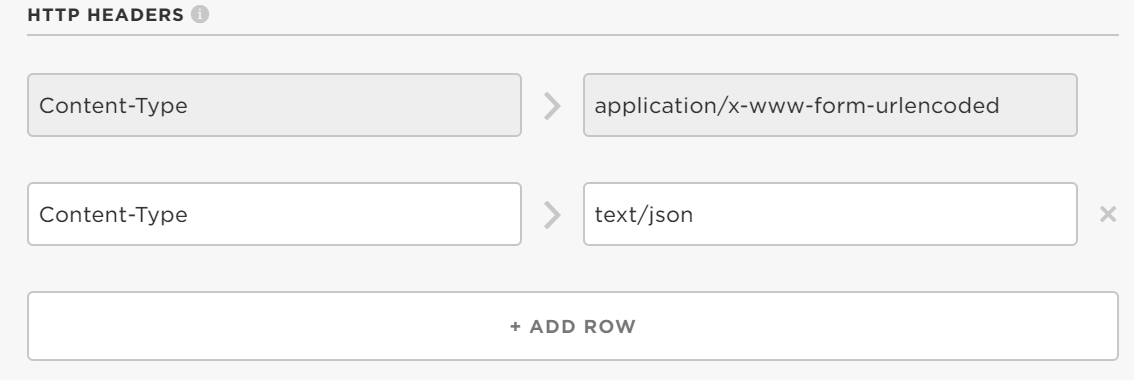 HTTP HEADERS
Content-Type
application/x-www-form-urlencoded
Content-Type
text/json
+ ADD ROW